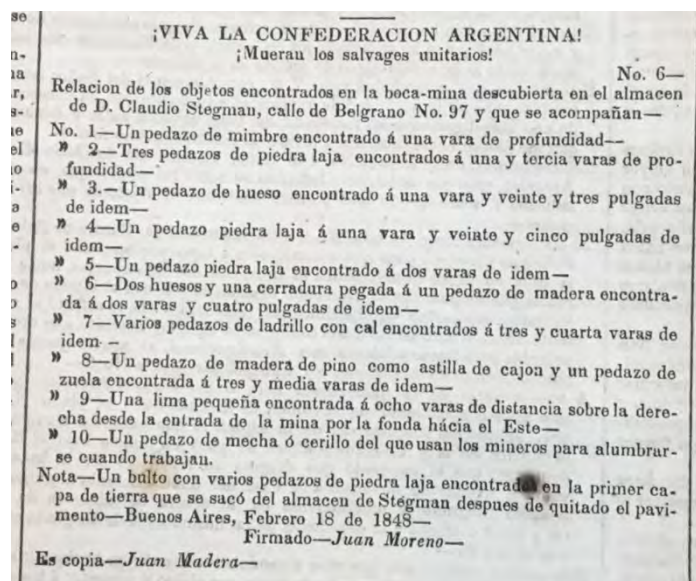 ¡VIVA LA CONFEDERACION ARGENTINA!
¡Mueran los salvages unitarios!
No. 6—
Relacion de los objetos encontrados en la boca-mina descubierta en el almacen
de D. Claudio Stegman, calle de Belgrano No. 97 y que se acompañan—
No. 1—Un pedazo de mimbre encontrado á una vara de profundidad—
» 2—Tres pedazos de piedra laja encontrados á una y tercia varas de pro-
fundidad—
» 3.—Un pedazo de hueso encontrado á una vara y veinte y tres pulgadas
de idem—
» 4—Un pedazo piedra laja á una vara y veinte y cinco pulgadas de
idem—
» 5—Un pedazo piedra laja encontrado á dos varas de idem—
» 6—Dos huesos y una cerradura pegada á un pedazo de madera encontra-
da á dos varas y cuatro pulgadas de idem—
» 7—Varios pedazos de ladrillo con cal encontrados á tres y cuarta varas de
idem—
» 8—Un pedazo de madera de pino como astilla de cajon y un pedazo de
zuela encontrada á tres y media varas de idem—
» 9—Una lima pequeña encontrada á ocho varas de distancia sobre la dere-
cha desde la entrada de la mina por la fonda hácia el Este—
» 10—Un pedazo de mecha ó cerillo del que usan los mineros para alumbrar-
se cuando trabajan.
Nota—Un bulto con varios pedazos de piedra laja en la primer ca-
pa de tierra que se sacó del almacen de Stegman despues de quitado el pavi-
mento—Buenos Aires, Febrero 18 de 1848—
Firmado—Juan Moreno—
Es copia—Juan Madera—